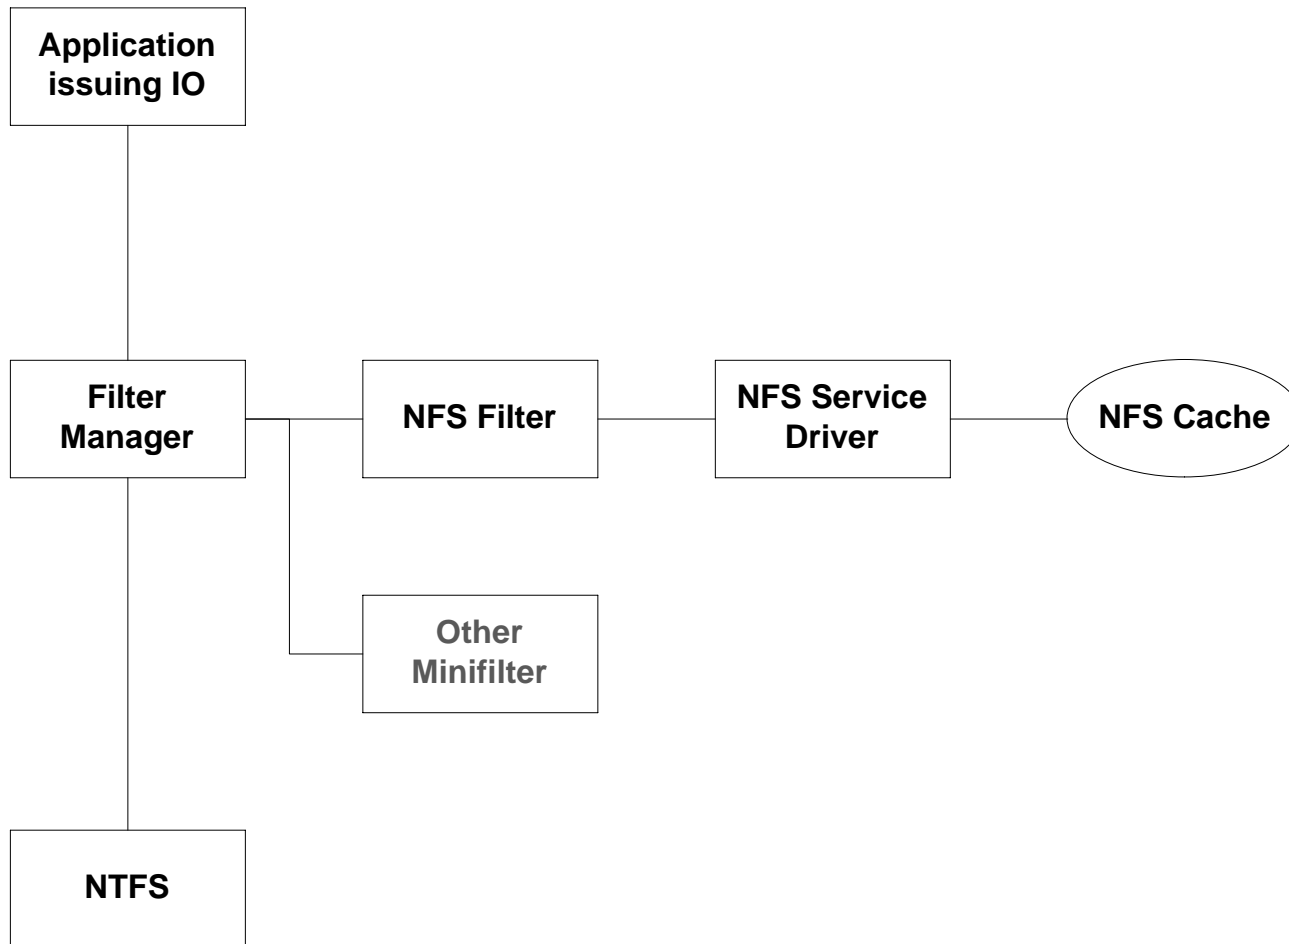 Application
issuing IO
Filter
Manager
NFS Filter
NFS Service
Driver
NFS Cache
Other
Minifilter
NTFS